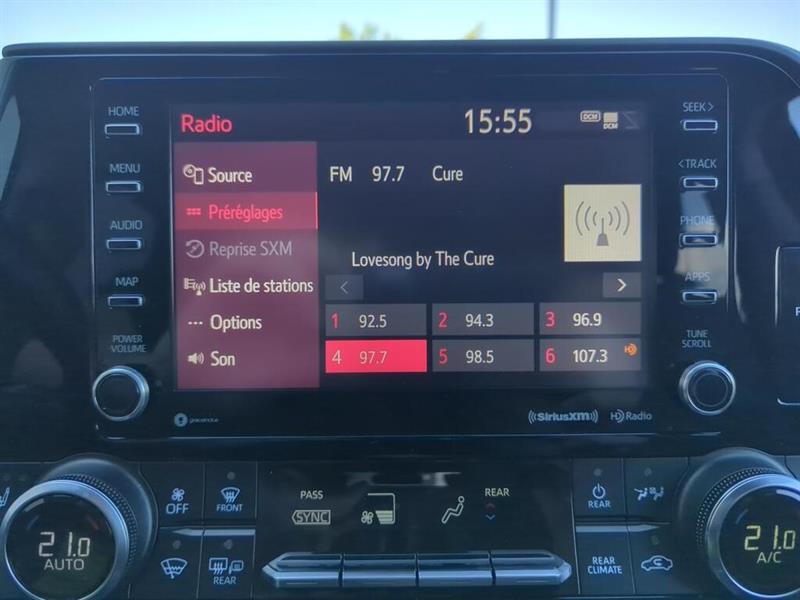 HOME
MENU
AUDIO
MAP
POWER
VOLUME
Radio
15:55
DCM
DCM
Source
Préréglages
Reprise SXM
Liste de stations
Options
Son
FM 97.7 Cure
Lovesong by The Cure
1 92.5
2 94.3
3 96.9
4 97.7
5 98.5
6 107.3
SEEK >
< TRACK
PHONE
APPS
TUNE
SCROLL
gracenote
SiriusXM
HD Radio
21.0
AUTO
OFF
FRONT
REAR
PASS
SYNC
REAR
REAR
REAR
CLIMATE
21.0
A/C